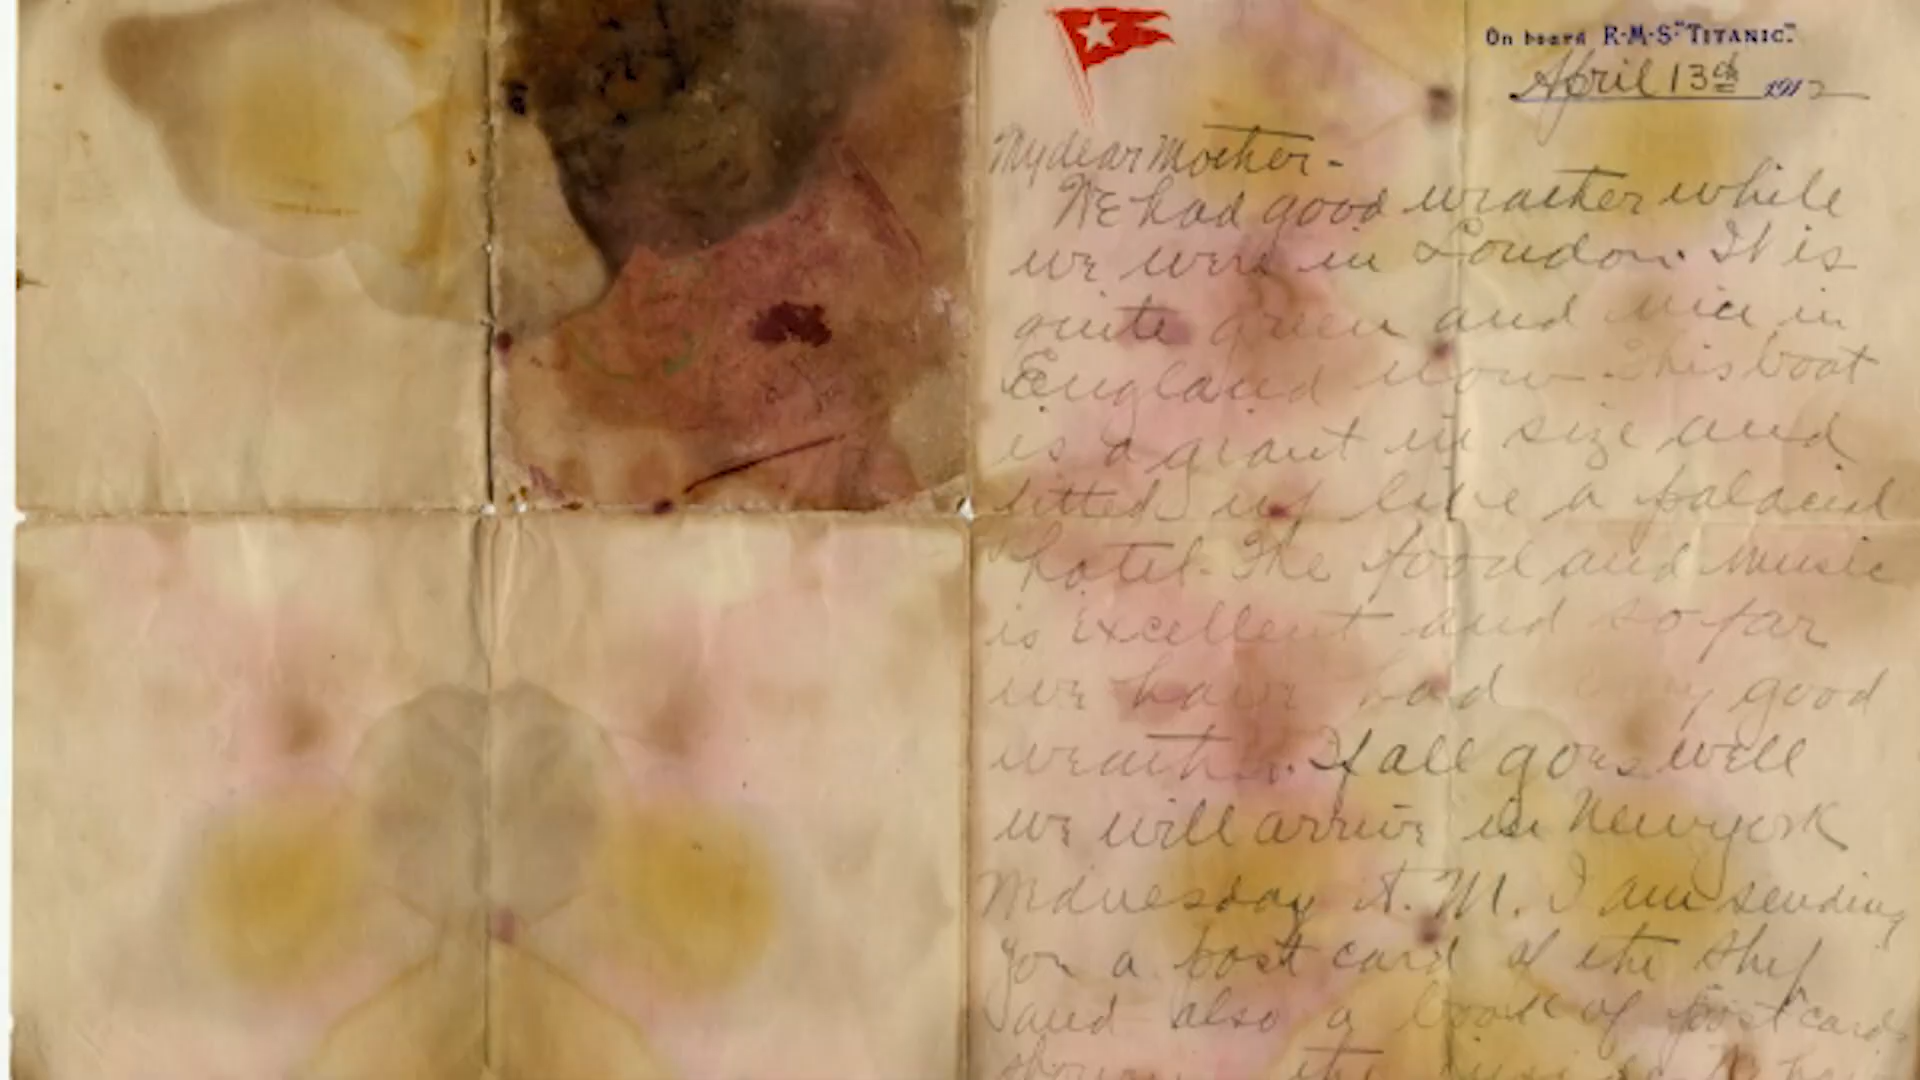 On board R·M·S "TITANIC."
April 13th 1912
My dear Mother -
We had good weather while
we were in London. It is
quite green and nice in
England now. This boat
is a giant in size and
fitted up like a palacial
hotel. The food and music
is excellent and so far
we have had good
weather. If all goes well
we will arrive in New york
Wednesday A. M. I am sending
you a post card of the ship
and also a book of post cards
the